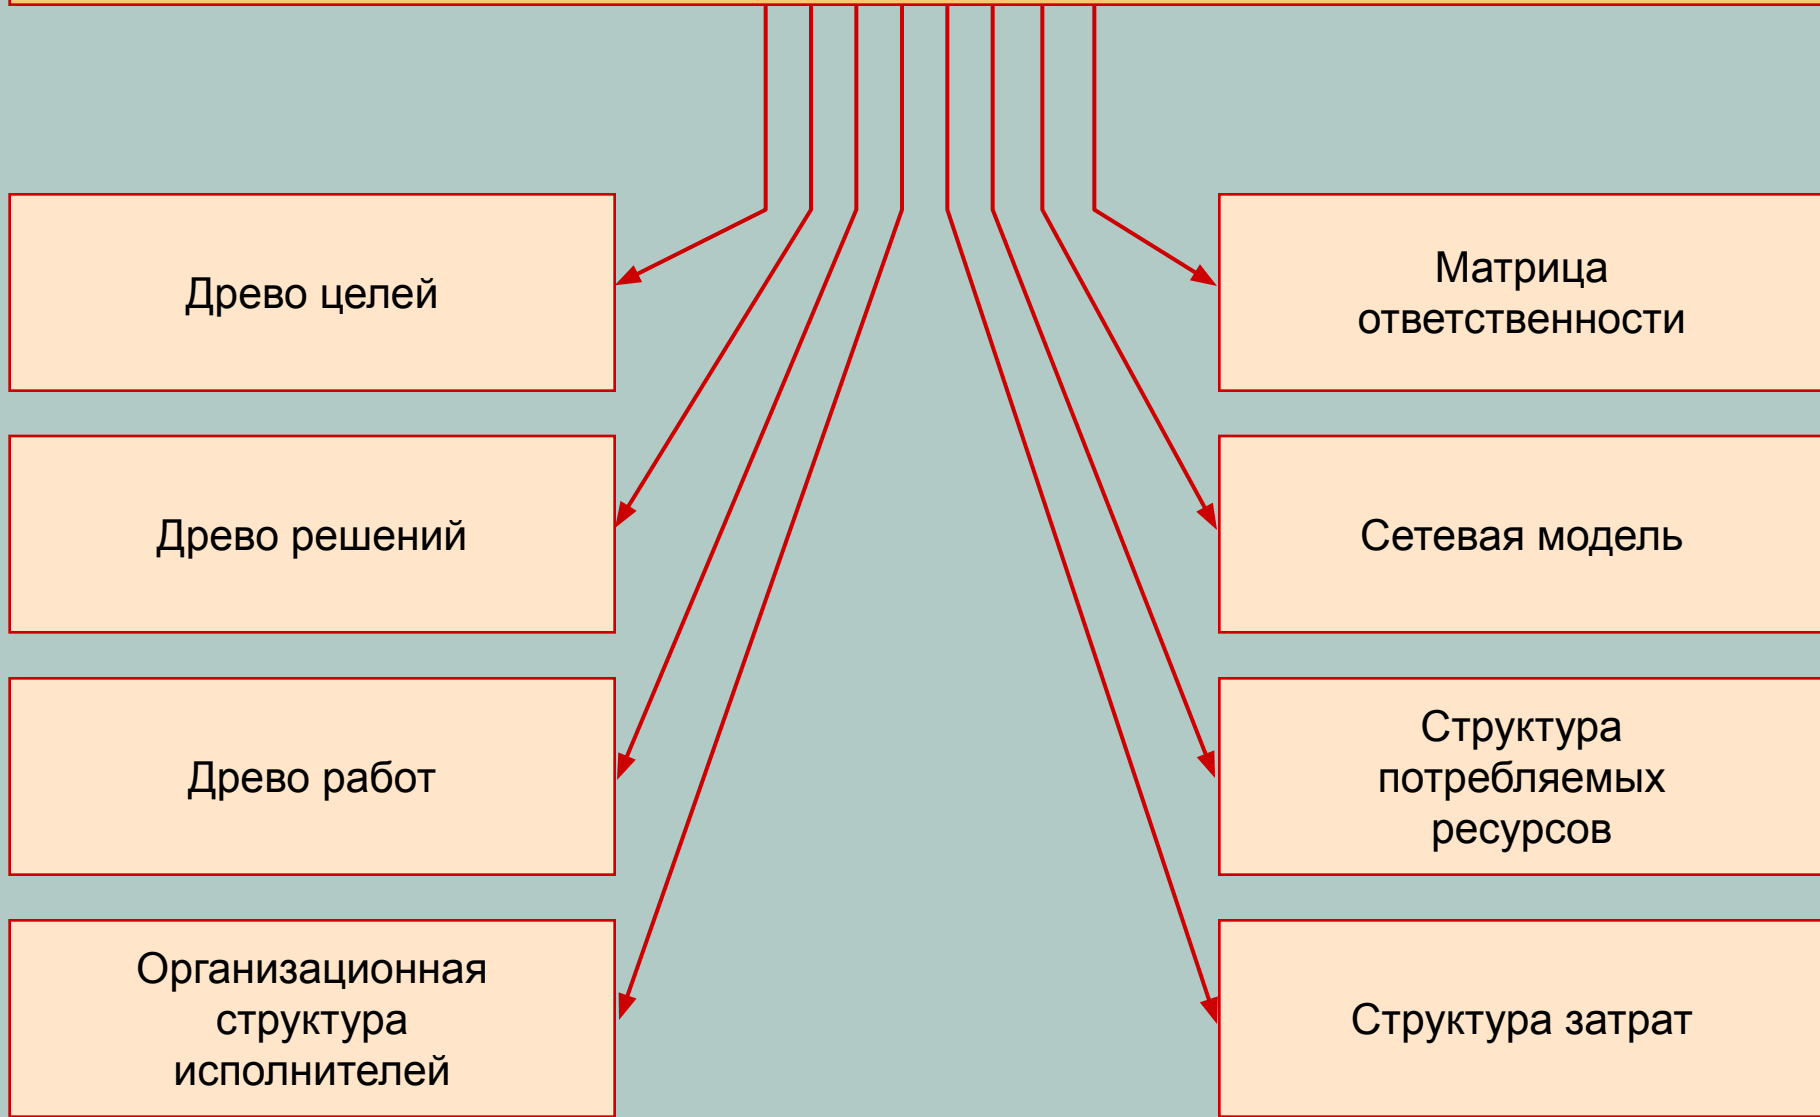 Древо целей
Древо решений
Древо работ
Организационная
структура
исполнителей
Матрица
ответственности
Сетевая модель
Структура
потребляемых
ресурсов
Структура затрат